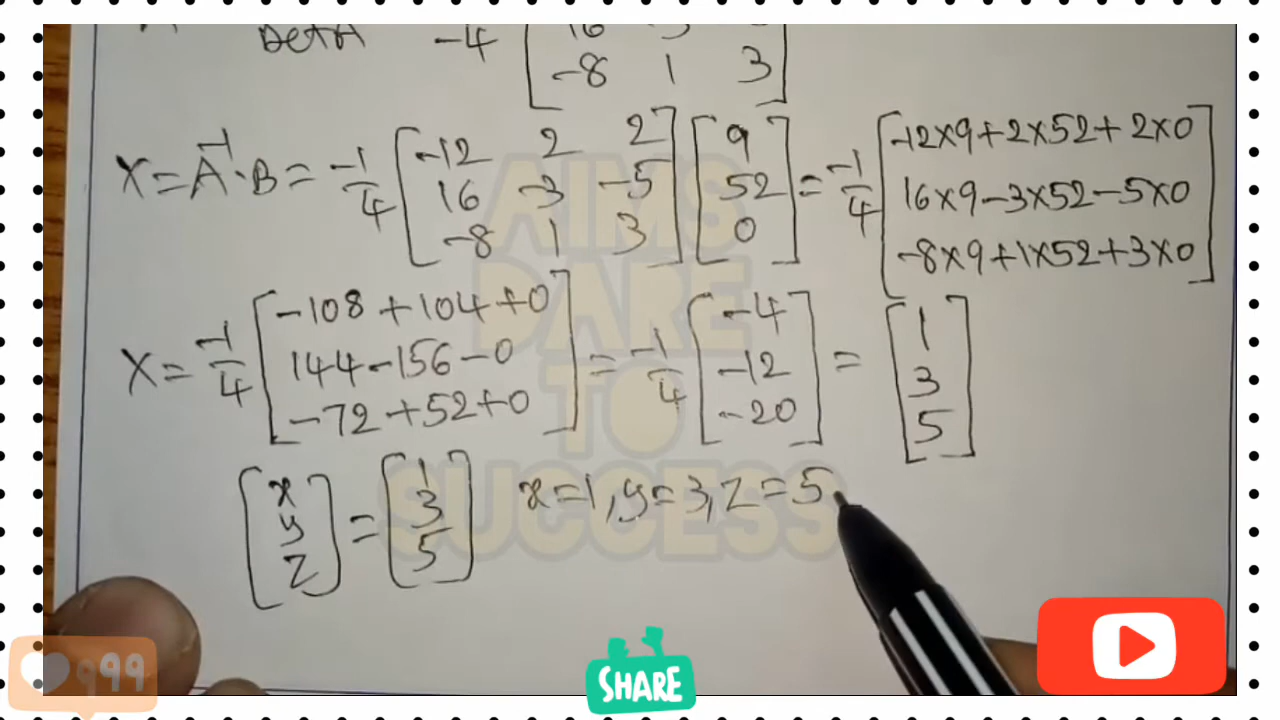 Det A -4 [16 -3
-8 1 3]
X = A⁻¹·B = -1/4 [-12 2 2; 16 -3 -5; -8 1 3] [9; 52; 0] = -1/4 [-12×9+2×52+2×0; 16×9-3×52-5×0; -8×9+1×52+3×0]
X = -1/4 [-108+104+0; 144-156-0; -72+52+0] = -1/4 [-4; -12; -20] = [1; 3; 5]
[x; y; z] = [1; 3; 5] x=1, y=3, z=5
AIMS
DARE
TO
SUCCESS
999
SHARE